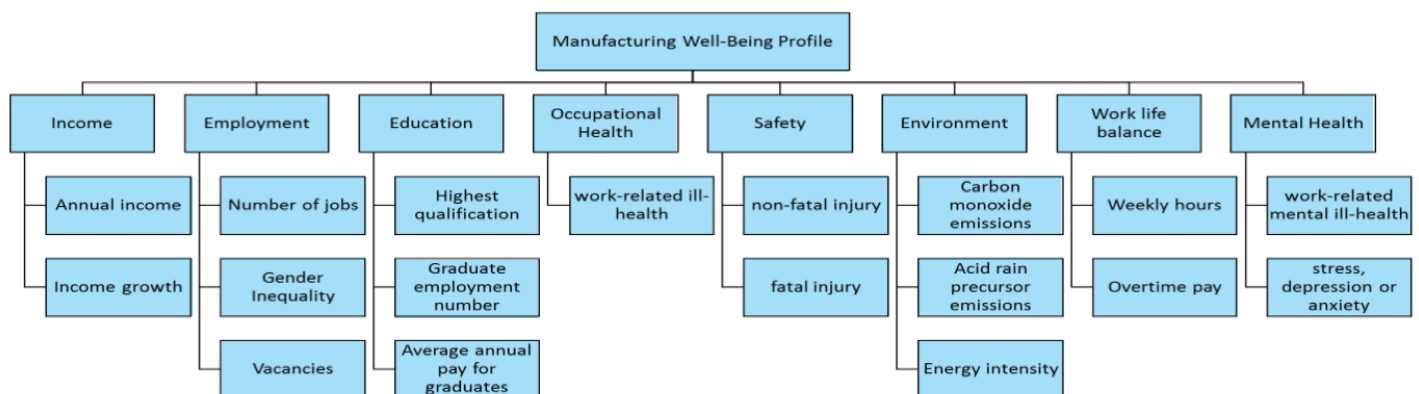 Manufacturing Well-Being Profile
Income
Employment
Education
Occupational
Health
Safety
Environment
Work life
balance
Mental Health
Annual income
Number of jobs
Highest
qualification
work-related ill-
health
non-fatal injury
Carbon
monoxide
emissions
Weekly hours
work-related
mental ill-health
Income growth
Gender
Inequality
Graduate
employment
number
fatal injury
Acid rain
precursor
emissions
Overtime pay
stress,
depression or
anxiety
Vacancies
Average annual
pay for
graduates
Energy intensity